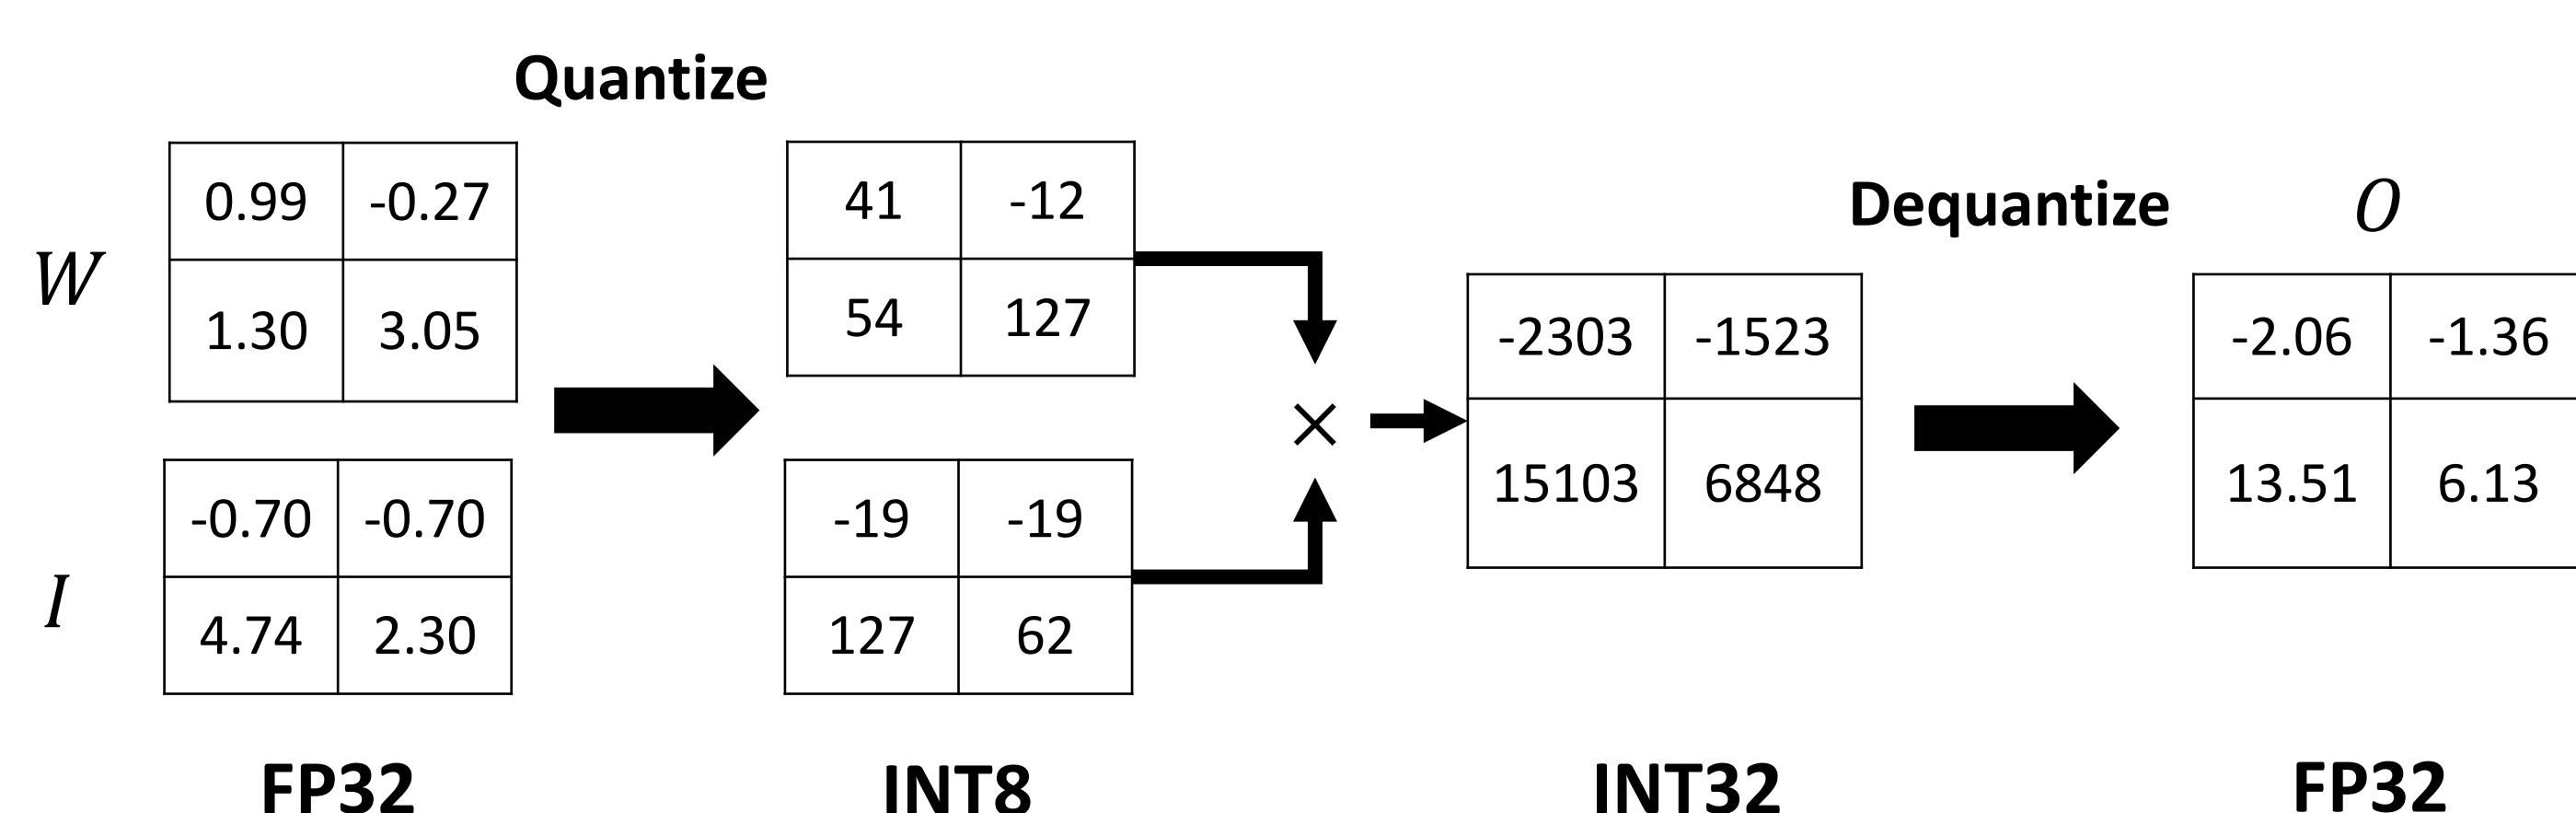 Quantize
0.99 -0.27
1.30 3.05
W
41 -12
54 127
Dequantize
O
-2303 -1523
15103 6848
-2.06 -1.36
13.51 6.13
×
I
-0.70 -0.70
4.74 2.30
-19 -19
127 62
FP32
INT8
INT32
FP32